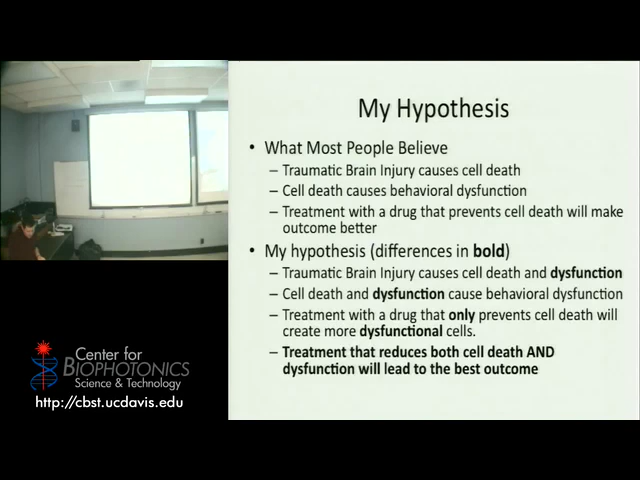 My Hypothesis
• What Most People Believe
– Traumatic Brain Injury causes cell death
– Cell death causes behavioral dysfunction
– Treatment with a drug that prevents cell death will make
outcome better
• My hypothesis (differences in bold)
– Traumatic Brain Injury causes cell death and dysfunction
– Cell death and dysfunction cause behavioral dysfunction
– Treatment with a drug that only prevents cell death will
create more dysfunctional cells.
– Treatment that reduces both cell death AND
dysfunction will lead to the best outcome
Center for
BIOPHOTONICS
Science & Technology
http://cbst.ucdavis.edu